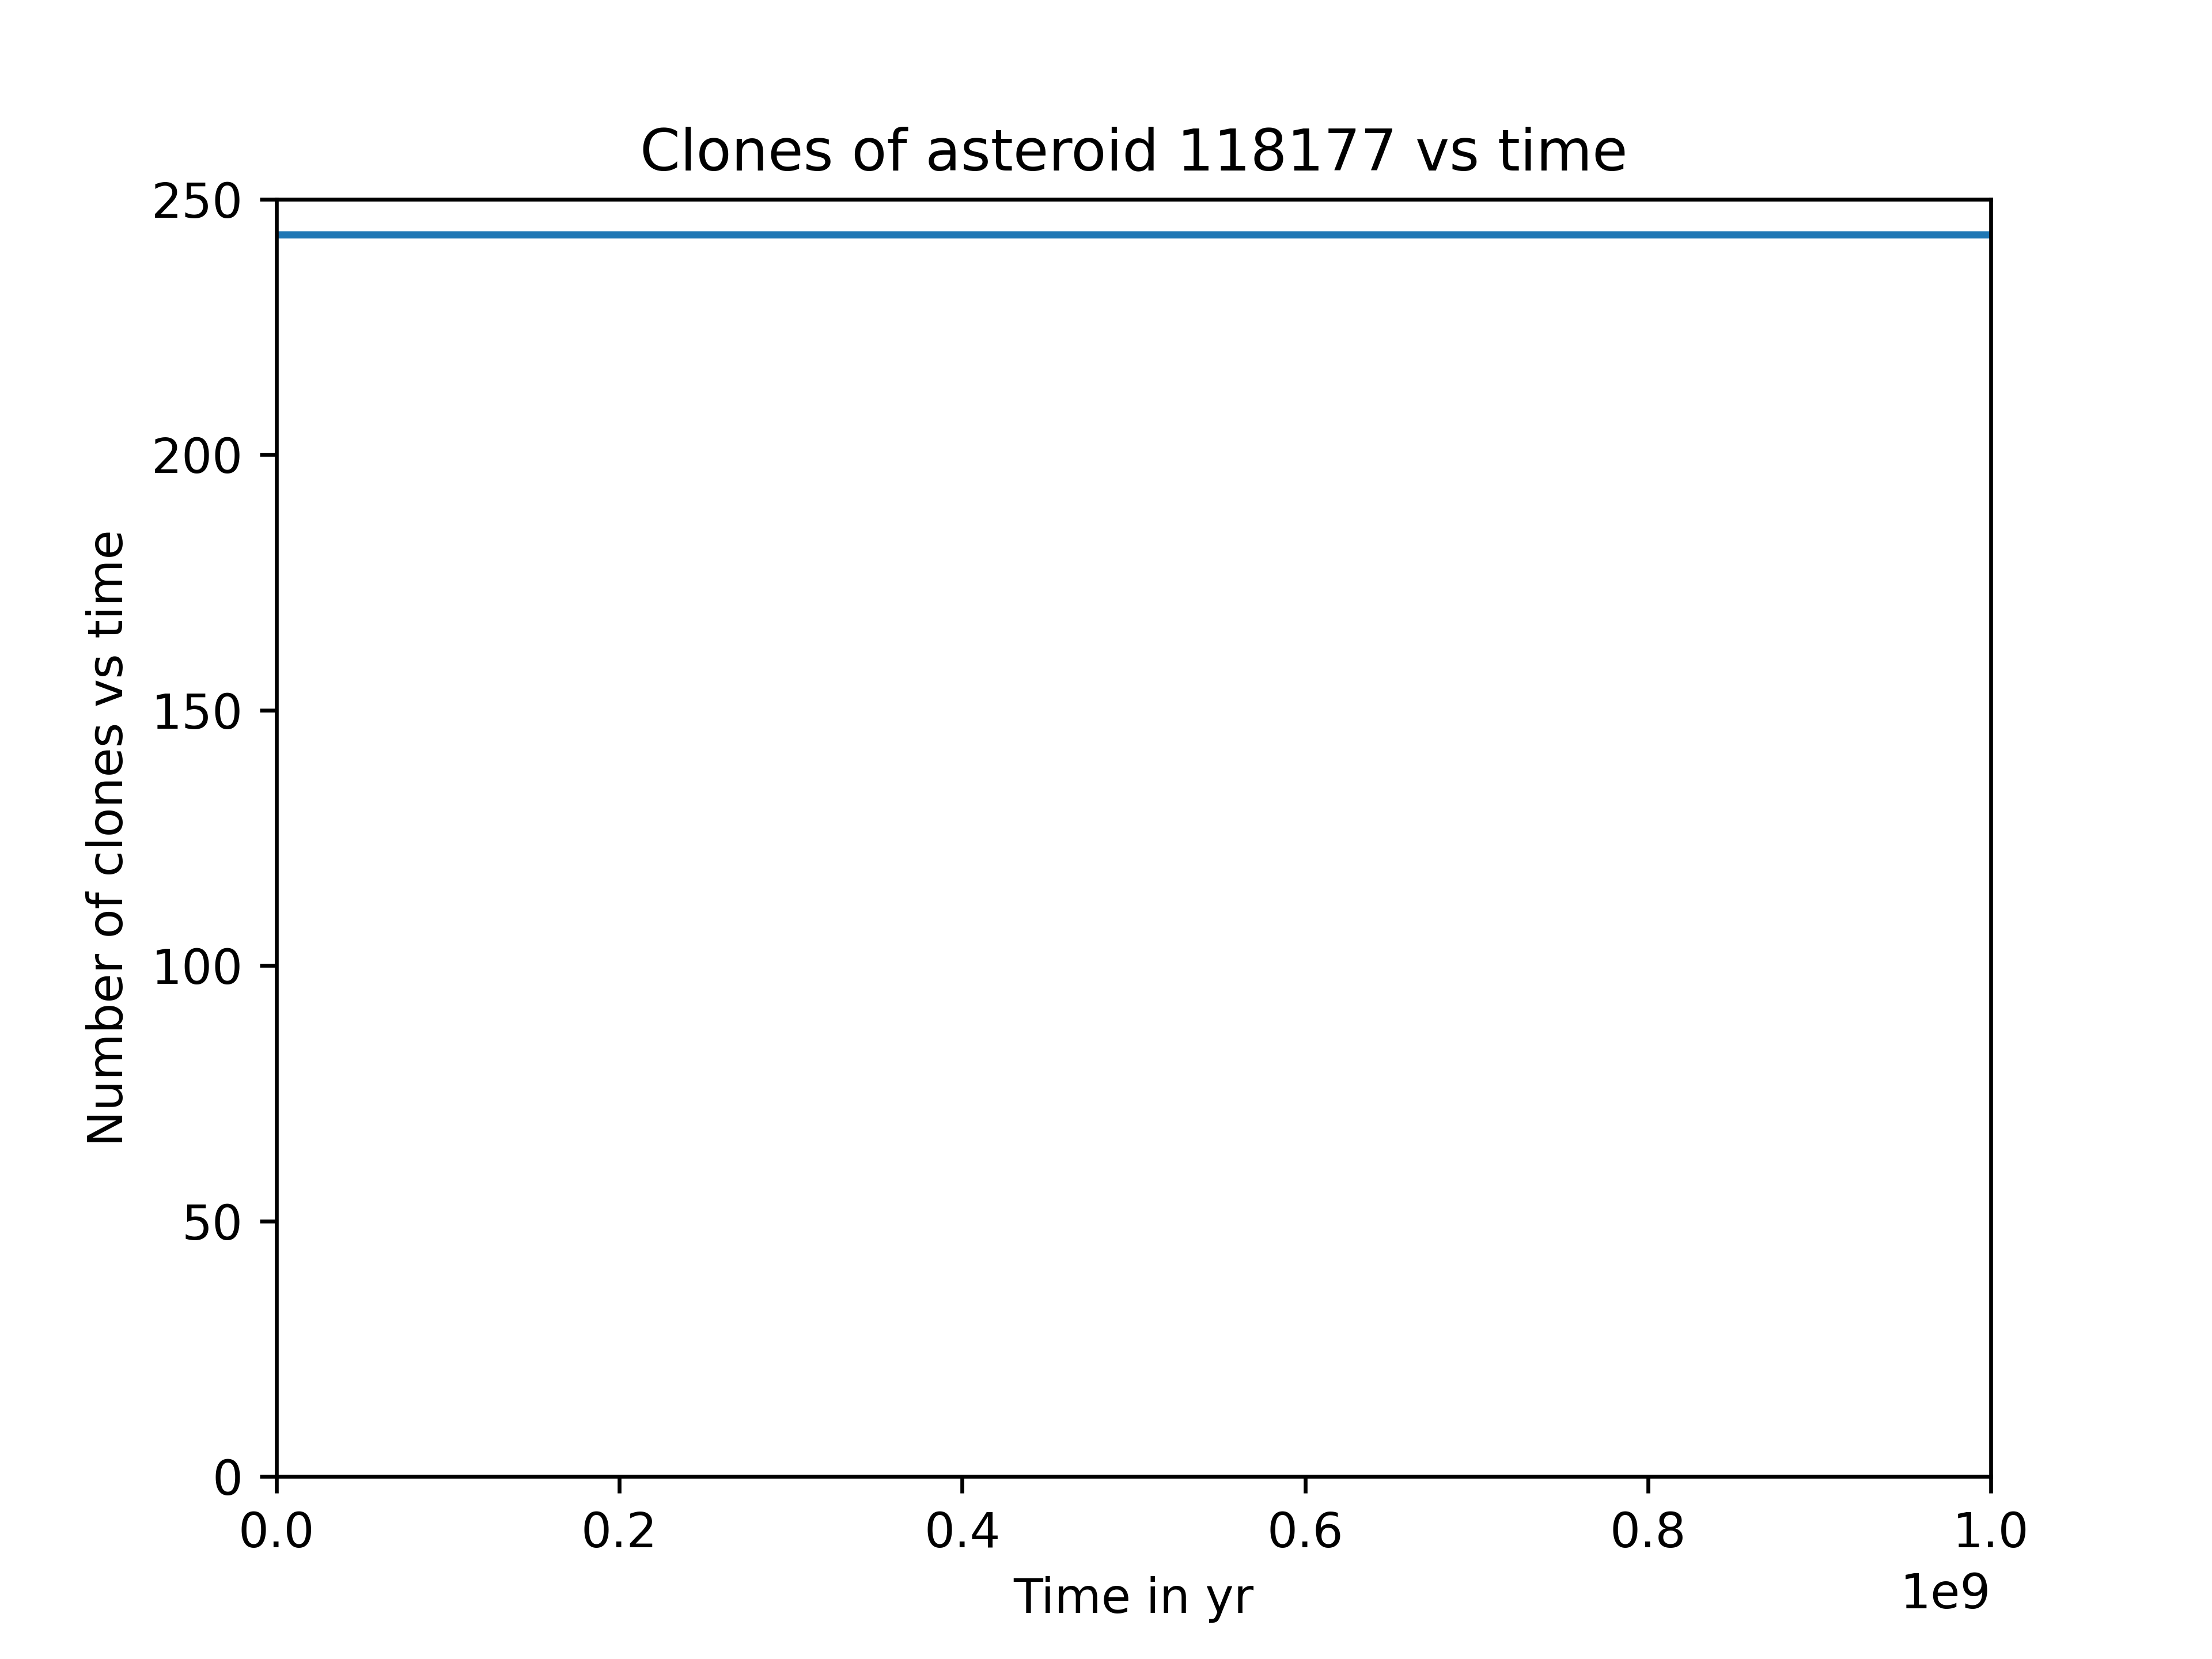 Clones of asteroid 118177 vs time
250
200
150
100
50
0
Number of clones vs time
0.0 0.2 0.4 0.6 0.8 1.0
Time in yr
1e9